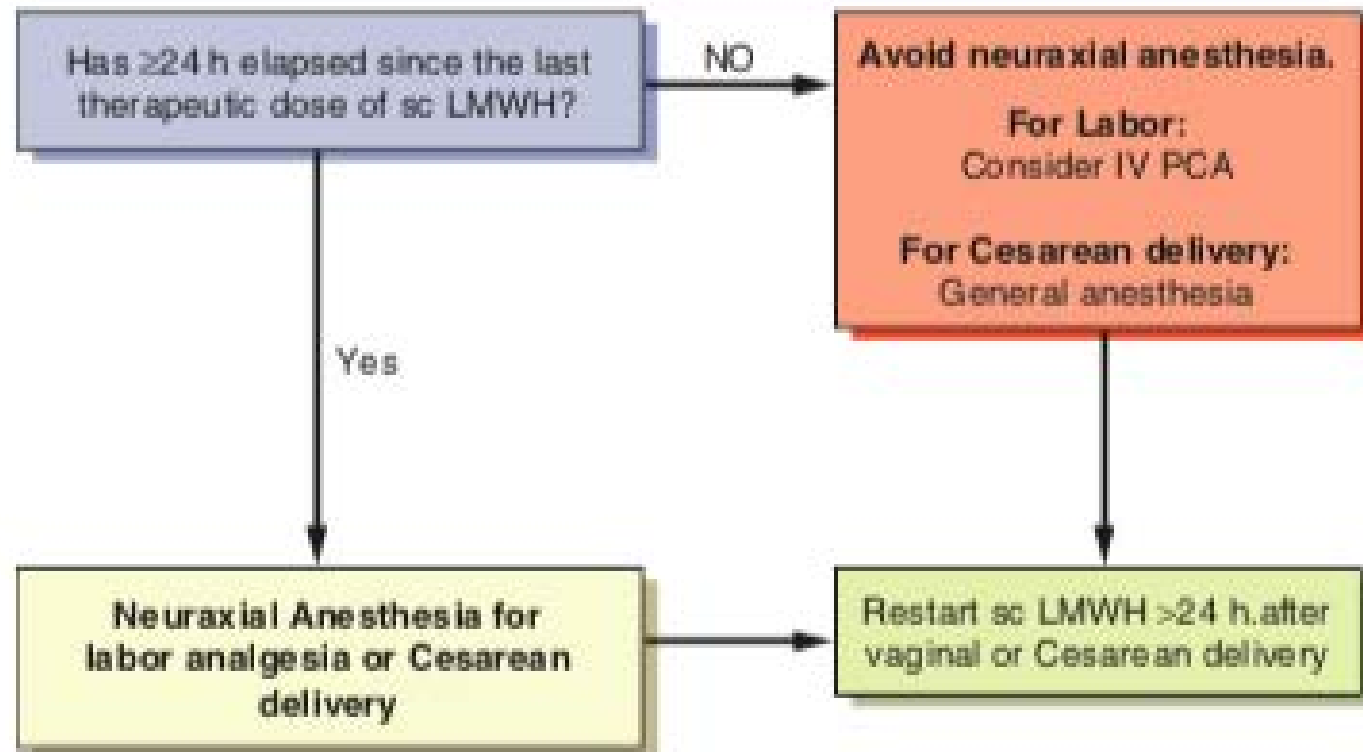 Has ≥24 h elapsed since the last
therapeutic dose of sc LMWH?
NO
Avoid neuraxial anesthesia.
For Labor:
Consider IV PCA
For Cesarean delivery:
General anesthesia
Yes
Neuraxial Anesthesia for
labor analgesia or Cesarean
delivery
Restart sc LMWH >24 h.after
vaginal or Cesarean delivery